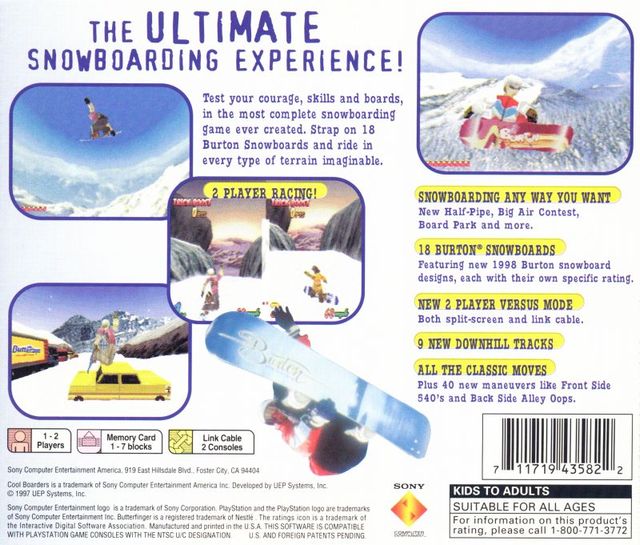 THE ULTIMATE
SNOWBOARDING EXPERIENCE!
Test your courage, skills and boards,
in the most complete snowboarding
game ever created. Strap on 18
Burton Snowboards and ride in
every type of terrain imaginable.
2 PLAYER RACING!
SNOWBOARDING ANY WAY YOU WANT
New Half-Pipe, Big Air Contest,
Board Park and more.
18 BURTON® SNOWBOARDS
Featuring new 1998 Burton snowboard
designs, each with their own specific rating.
NEW 2 PLAYER VERSUS MODE
Both split-screen and link cable.
9 NEW DOWNHILL TRACKS
ALL THE CLASSIC MOVES
Plus 40 new maneuvers like Front Side
540's and Back Side Alley Oops.
Burton
1 - 2
Players
Memory Card
1 - 7 blocks
Link Cable
2 Consoles
Sony Computer Entertainment America. 919 East Hillsdale Blvd., Foster City, CA 94404
Cool Boarders is a trademark of Sony Computer Entertainment America Inc. Developed by UEP Systems, Inc.
© 1997 UEP Systems, Inc.
Sony Computer Entertainment logo is a trademark of Sony Corporation. PlayStation and the PlayStation logo are trademarks
of Sony Computer Entertainment Inc. Butterfinger is a registered trademark of Nestle. The ratings icon is a trademark of
the Interactive Digital Software Association. Manufactured and printed in the U.S.A. THIS SOFTWARE IS COMPATIBLE
WITH PLAYSTATION GAME CONSOLES WITH THE NTSC U/C DESIGNATION. U.S. AND FOREIGN PATENTS PENDING.
SONY
7 11719 43582 2
KIDS TO ADULTS
SUITABLE FOR ALL AGES
For information on this product's
rating, please call 1-800-771-3772